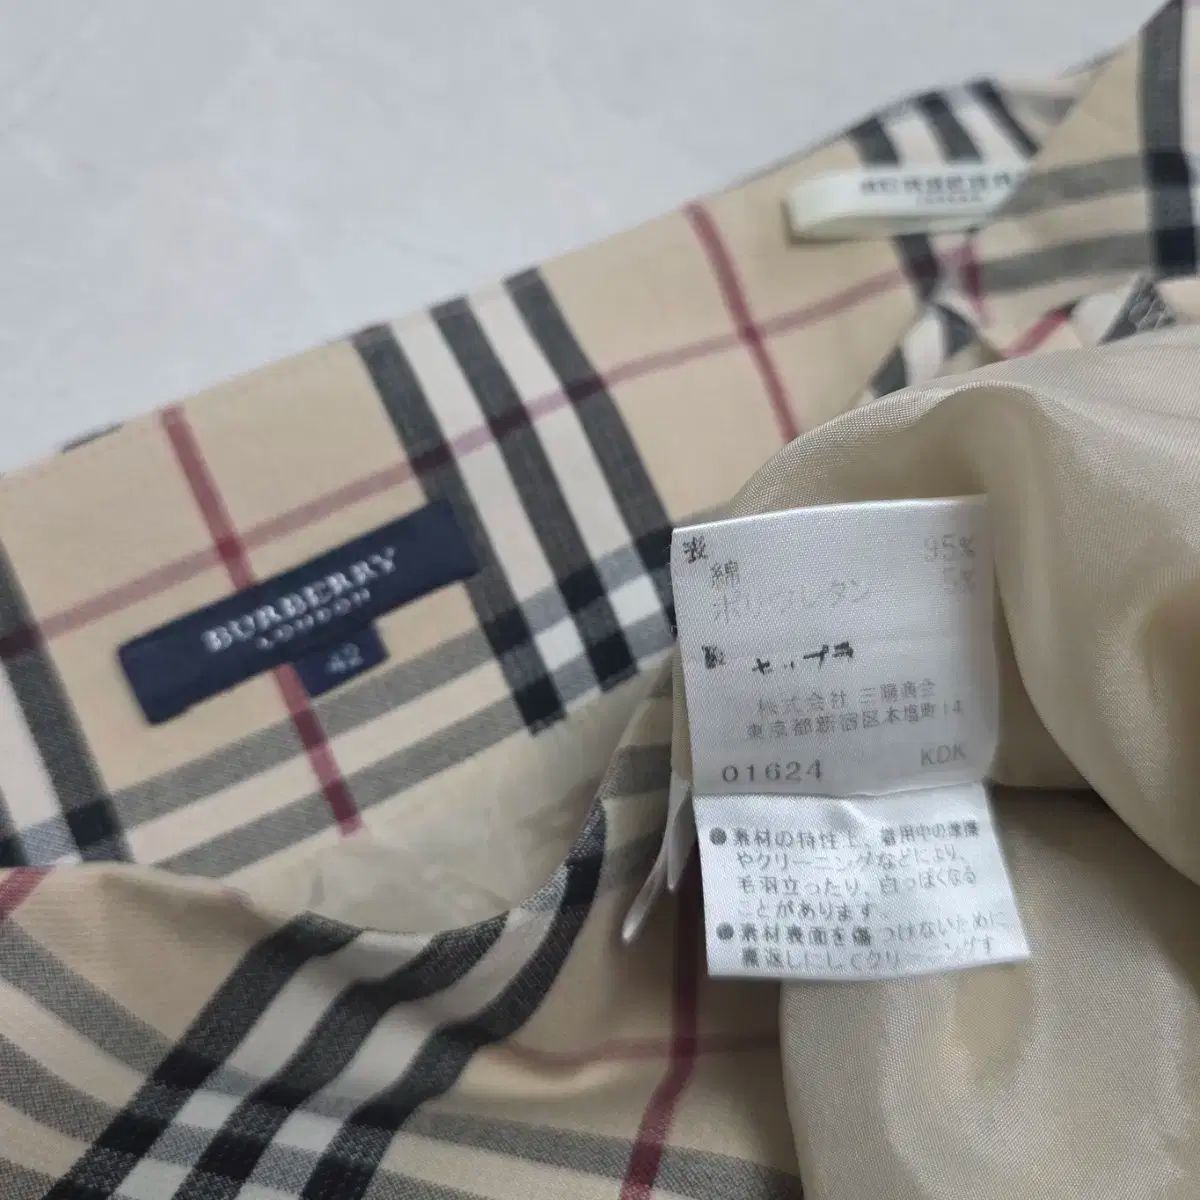 BURBERRY
LONDON
BURBERRY
LONDON
42
綿 95%
ポリウレタン 5%
キュプラ
株式会社 三陽商会
東京都新宿区本塩町14
01624 KDK
●素材の特性上、着用中の摩擦
やクリーニングなどにより、
毛羽立ったり、白っぽくなる
ことがあります.
●素材表面を傷つけないために
裏返しにしてクリーニングす